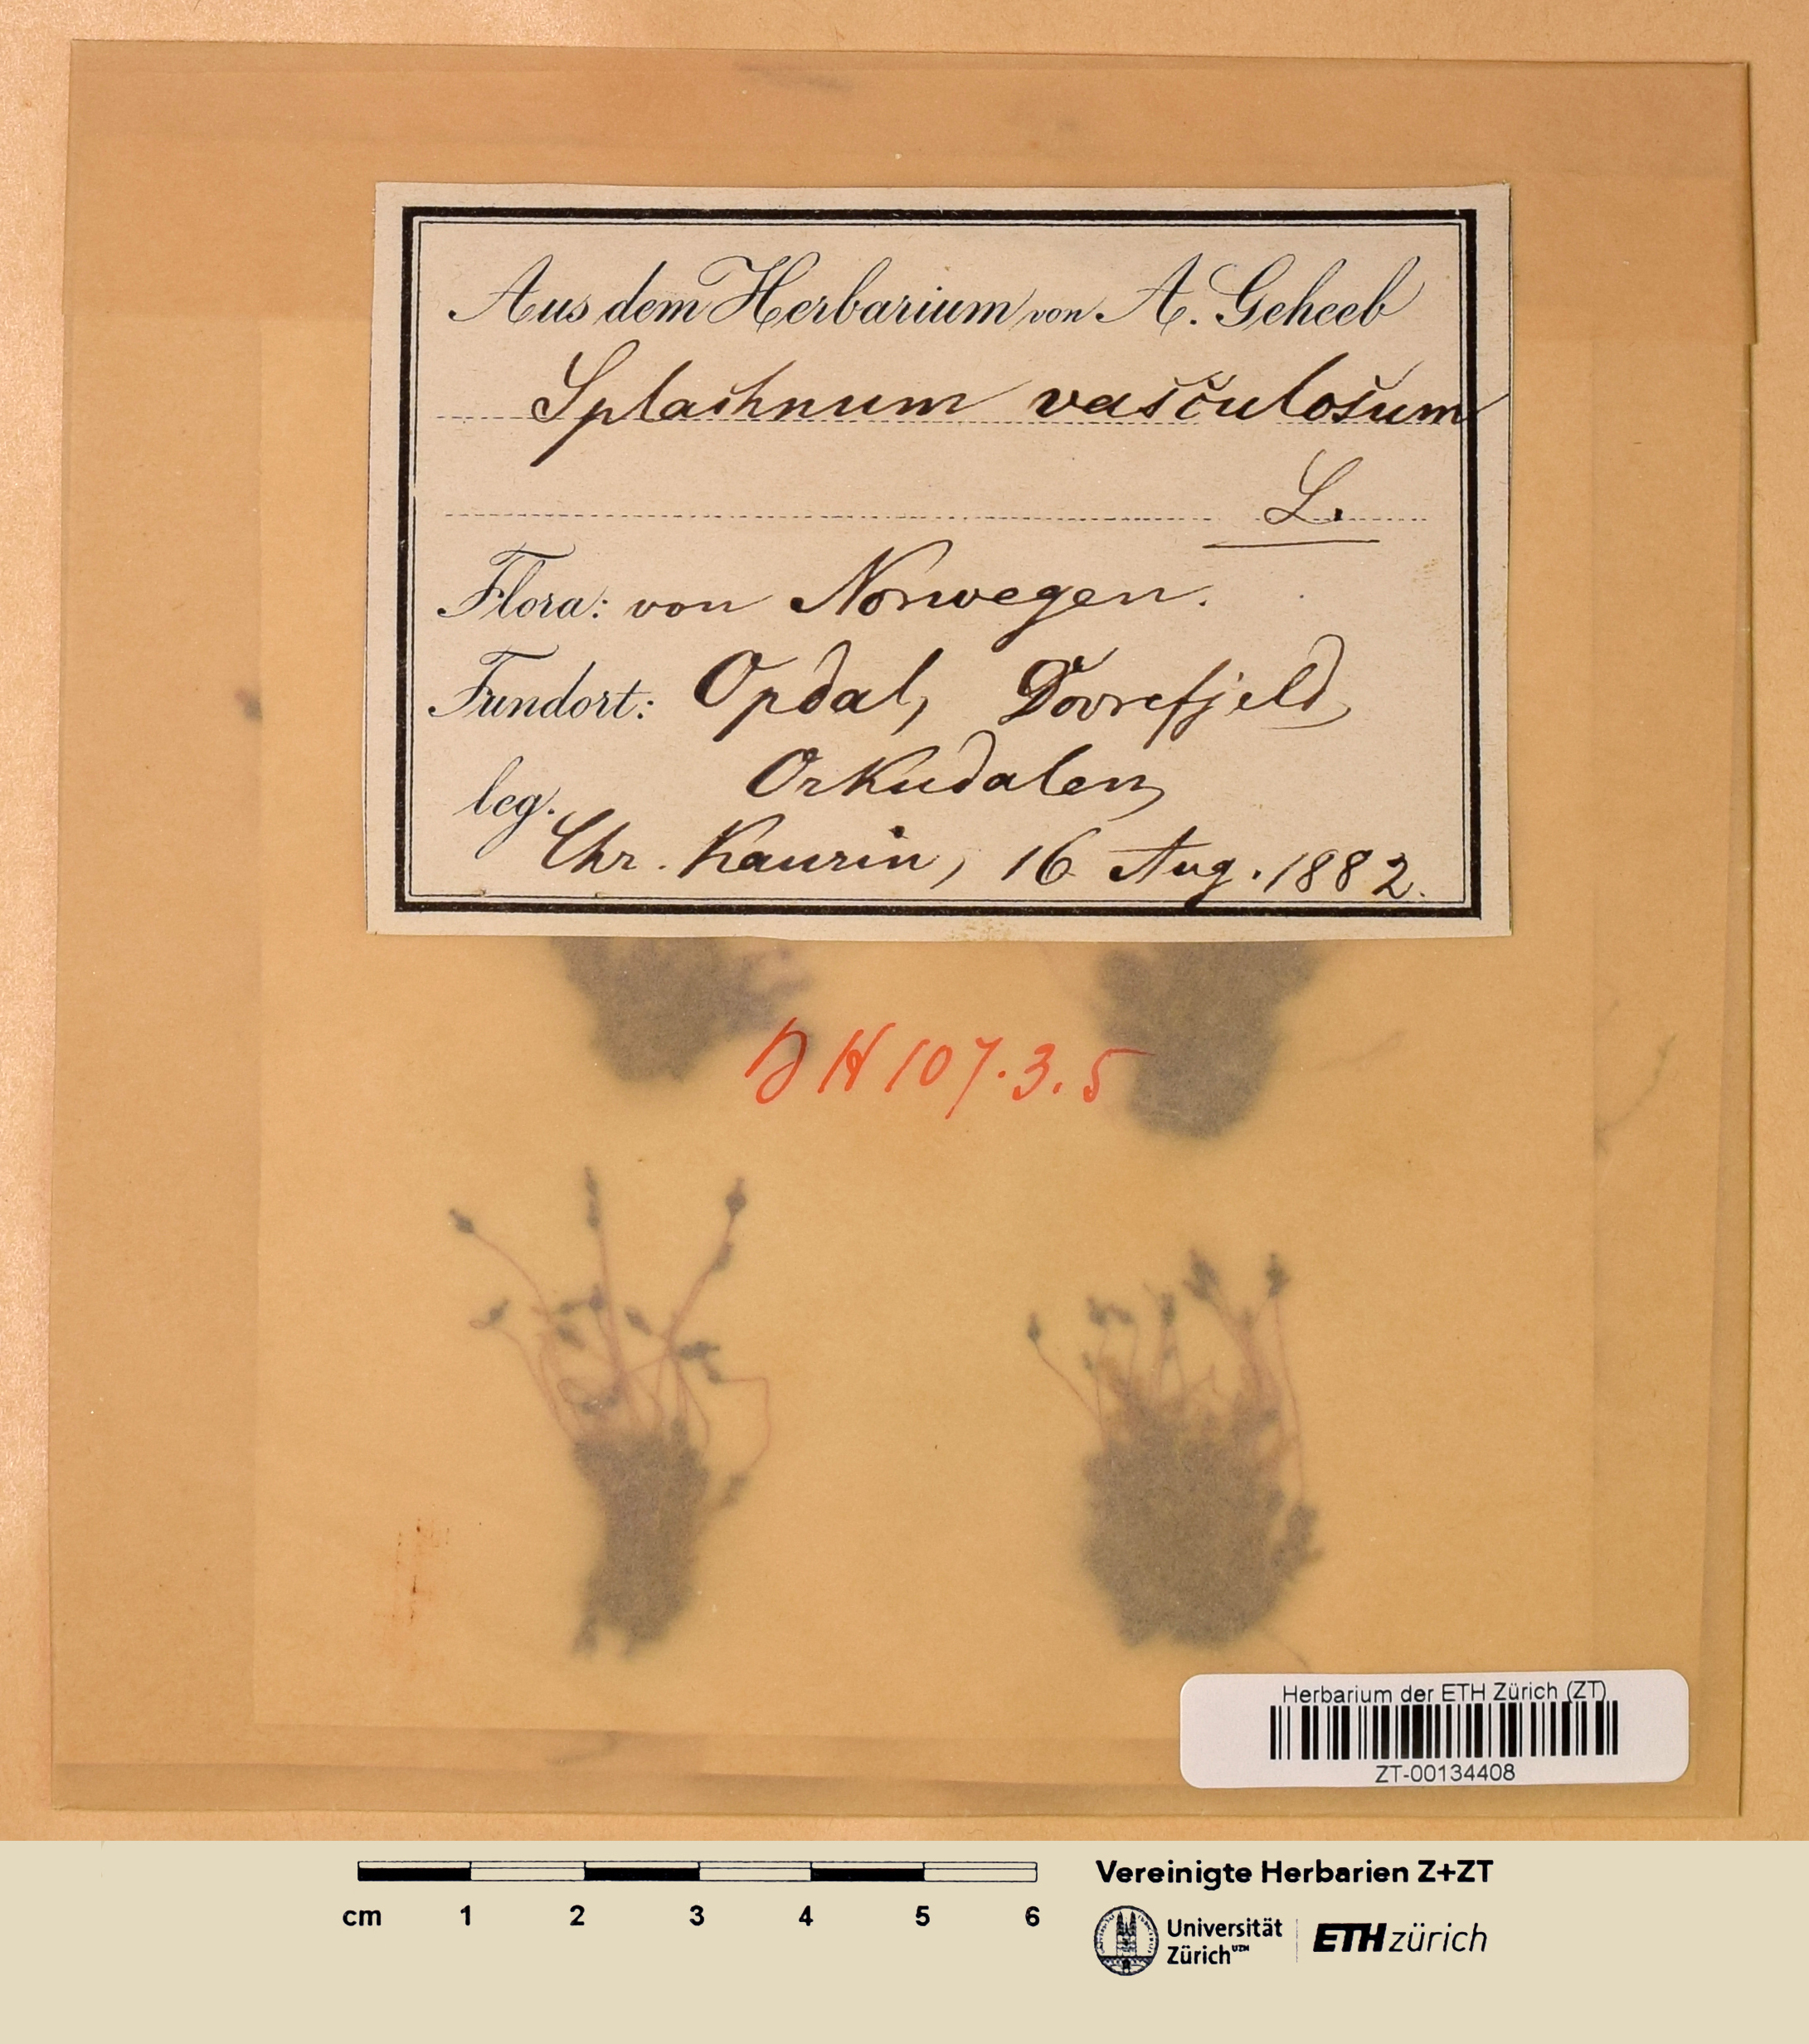 Aus dem Herbarium von A. Geheeb
Splachnum vasculosum
L.
Flora: von Norwegen.
Fundort: Opdal, Dovrefjeld,
Orkudalen,
leg.
Chr. Kaurin, 16 Aug. 1882.
H 107.3.5
Herbarium der ETH Zürich (ZT)
ZT-00134408
cm 1 2 3 4 5 6
Vereinigte Herbarien Z+ZT
Universität
Zürich UZH
ETH zürich